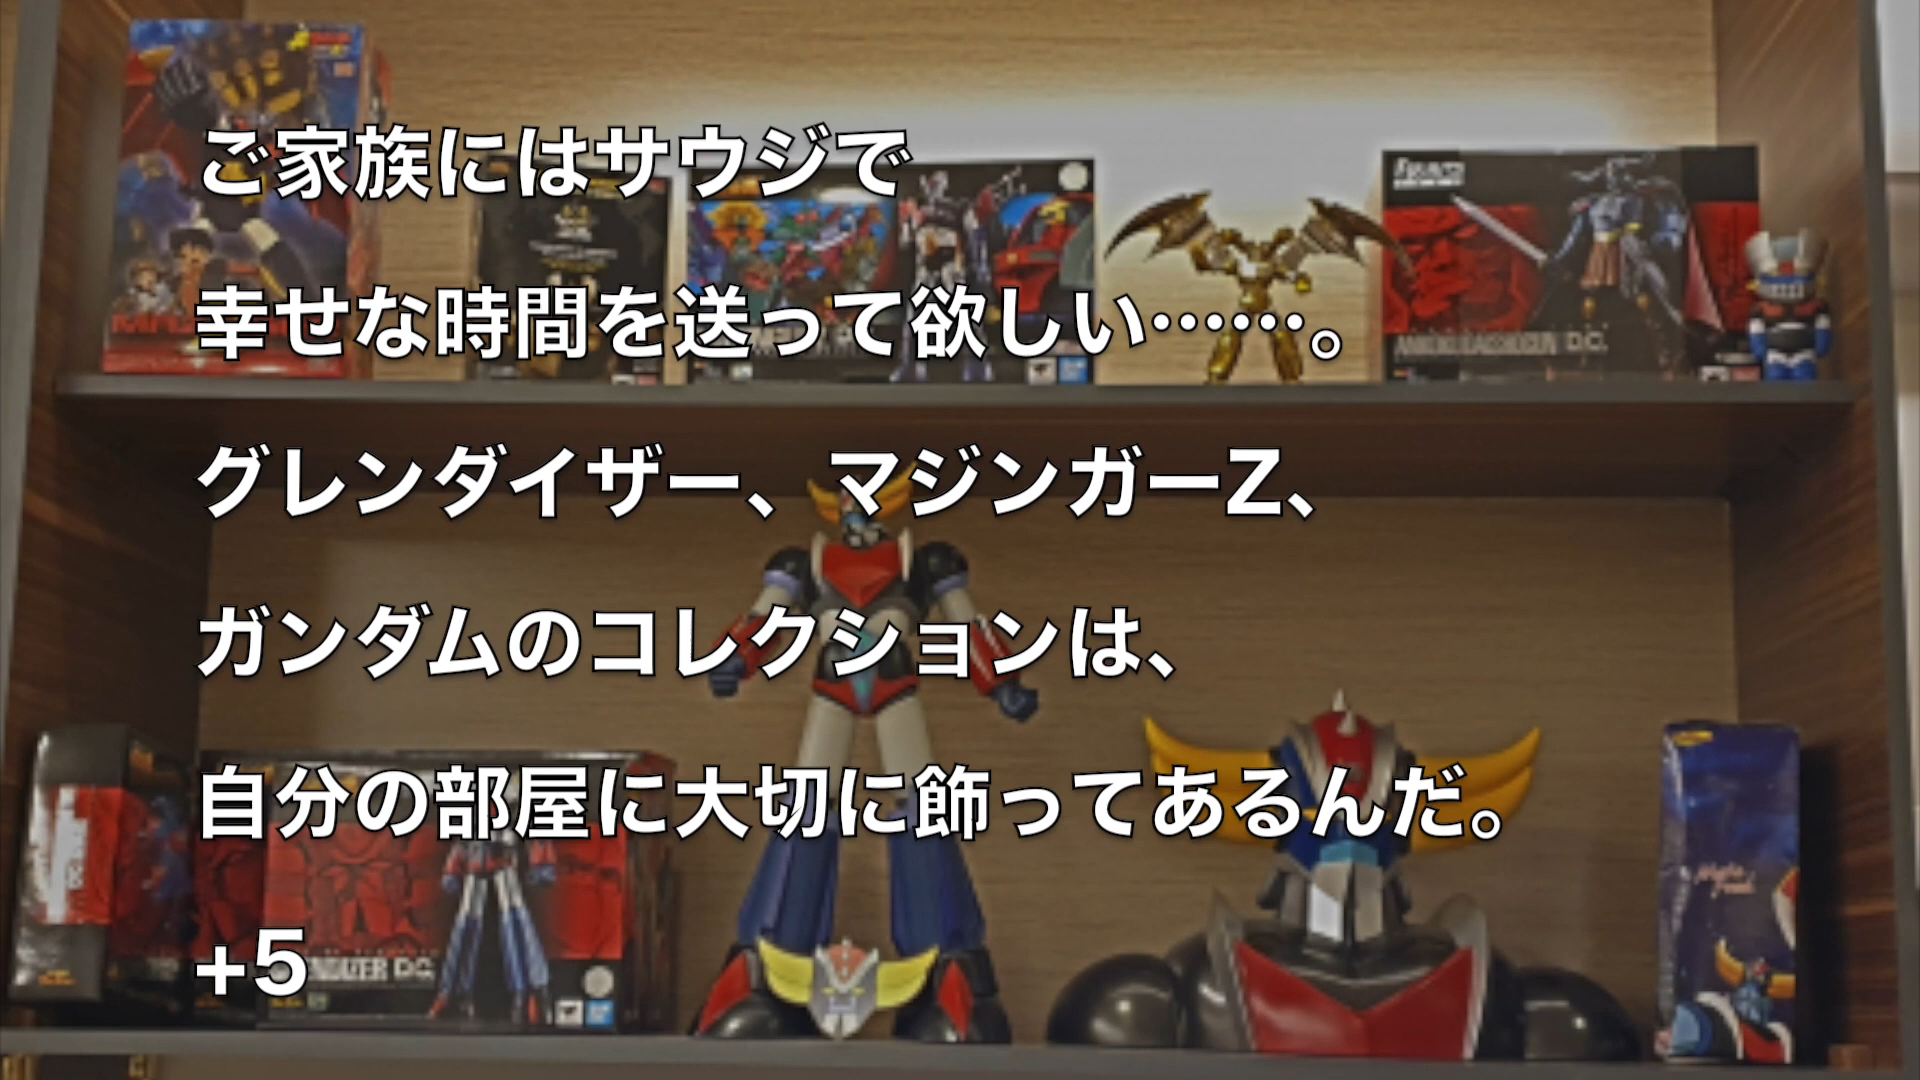 ご家族にはサウジで
幸せな時間を送って欲しい……。
グレンダイザー、マジンガーZ、
ガンダムのコレクションは、
自分の部屋に大切に飾ってあるんだ。
+5